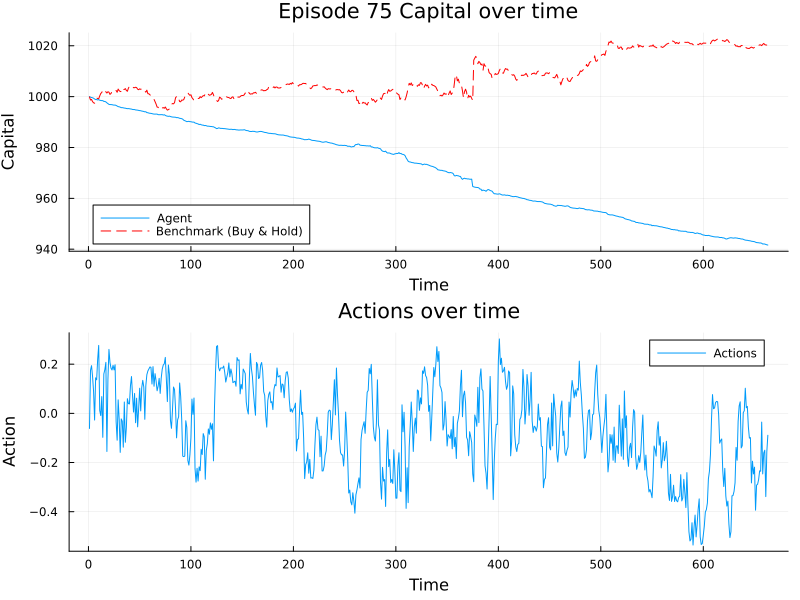 Episode 75 Capital over time
Capital
1020
1000
980
960
940
Agent
Benchmark (Buy & Hold)
0 100 200 300 400 500 600
Time
Actions over time
Action
0.2
0.0
−0.2
−0.4
Actions
0 100 200 300 400 500 600
Time